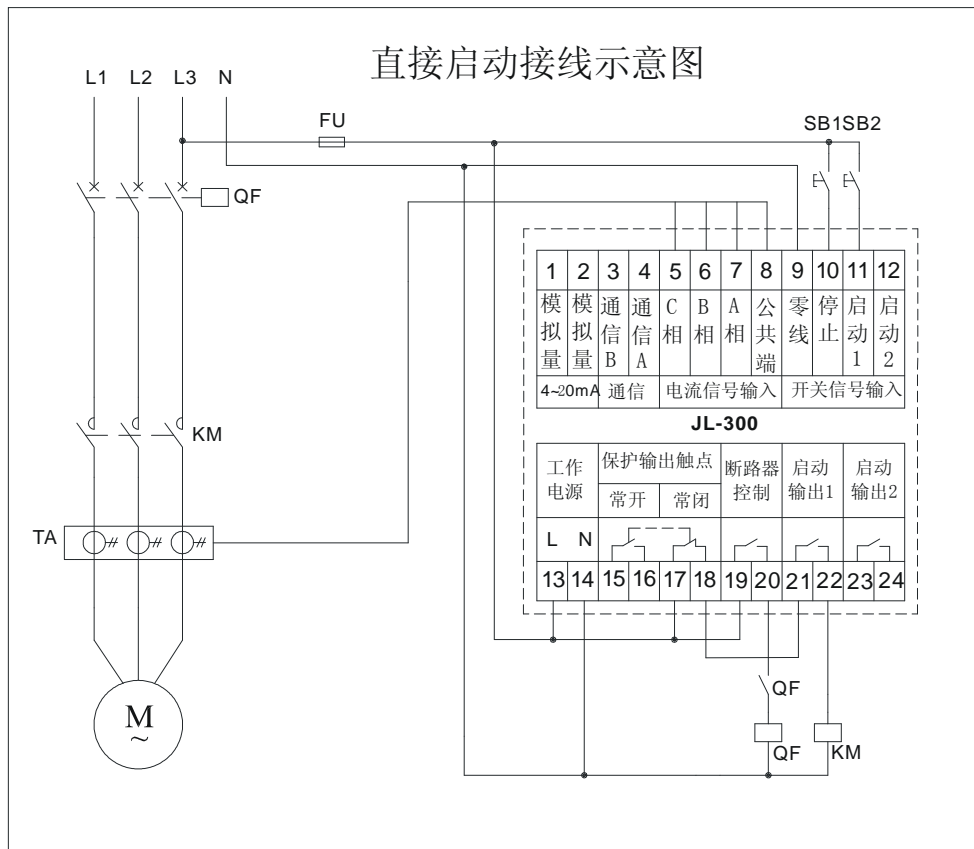 直接启动接线示意图
L1 L2 L3 N
FU
SB1SB2
QF
1 2 3 4 5 6 7 8 9 10 11 12
模拟量 模拟量 通信B 通信A C相 B相 A相 公共端 零线 停止 启动1 启动2
4~20mA 通信 电流信号输入 开关信号输入
JL-300
KM
工作电源 保护输出触点 断路器控制 启动输出1 启动输出2
常开 常闭
TA
L N
13 14 15 16 17 18 19 20 21 22 23 24
QF
M
~
QF KM